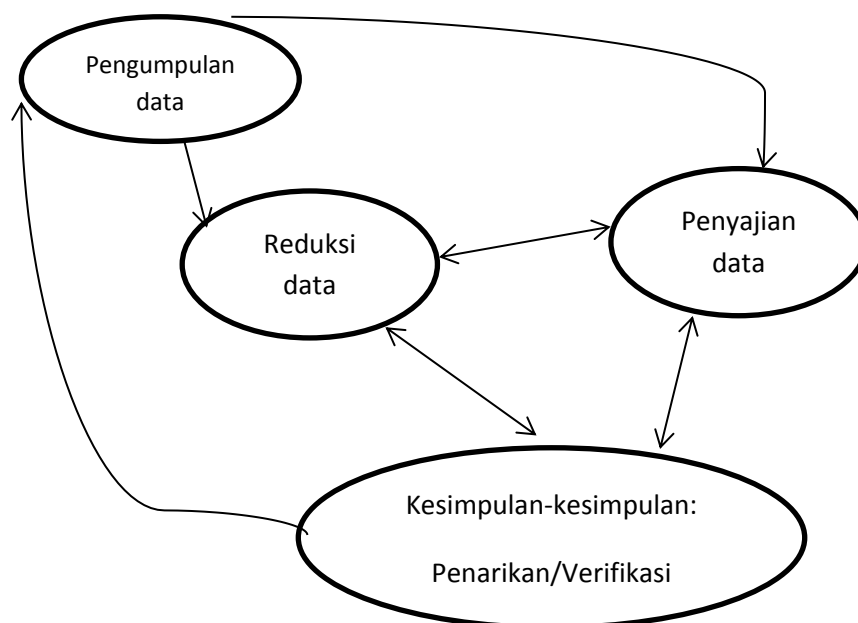 Pengumpulan
data
Reduksi
data
Penyajian
data
Kesimpulan-kesimpulan:
Penarikan/Verifikasi